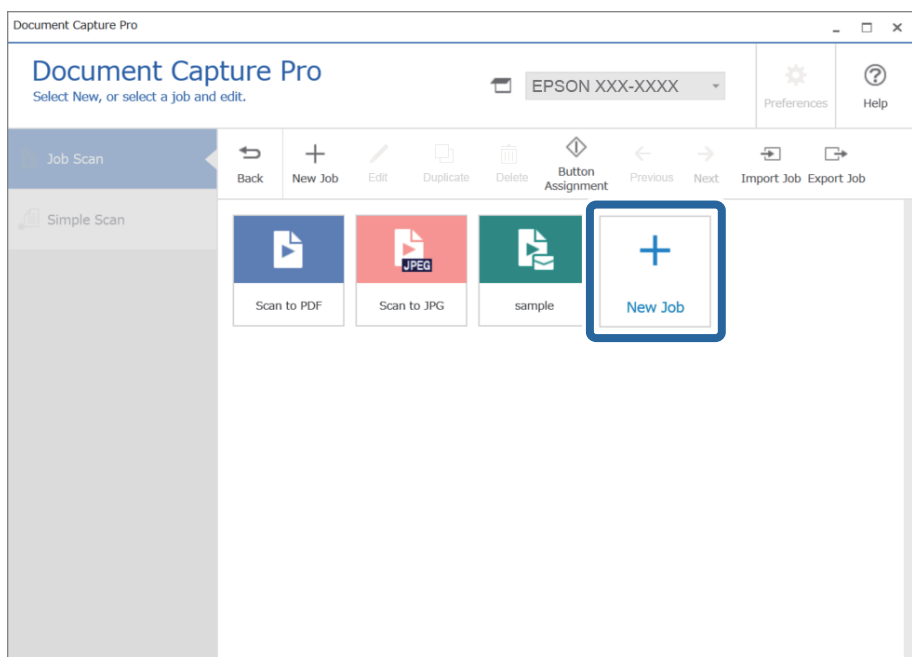 Document Capture Pro
Document Capture Pro
Select New, or select a job and edit.
EPSON XXX-XXXX
Preferences
Help
Job Scan
Simple Scan
Back
New Job
Edit
Duplicate
Delete
Button
Assignment
Previous
Next
Import Job
Export Job
JPEG
Scan to PDF
Scan to JPG
sample
New Job